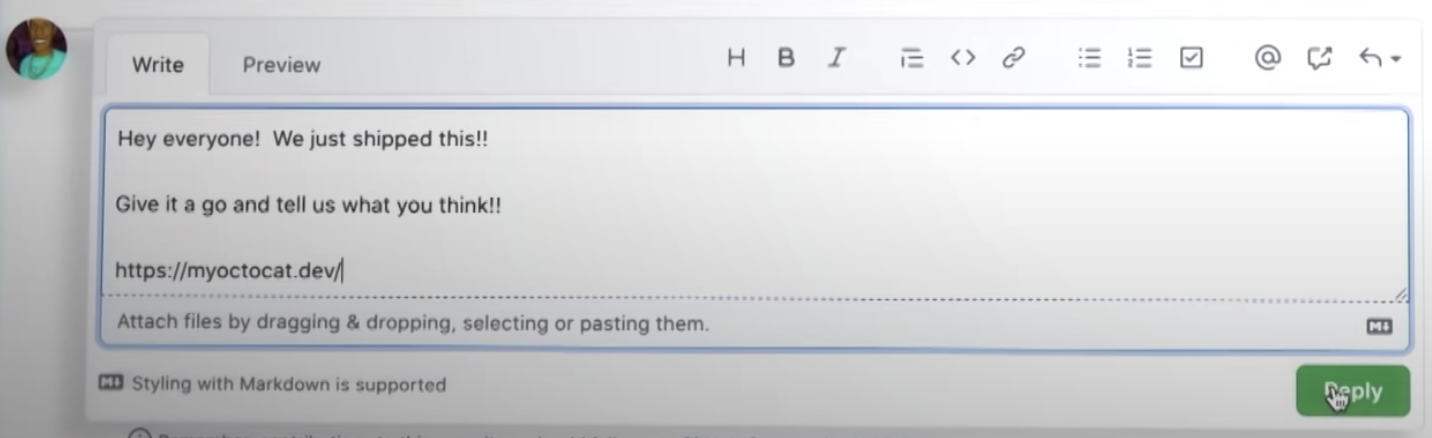 Write Preview H B I
Hey everyone!  We just shipped this!!
Give it a go and tell us what you think!!
https://myoctocat.dev/
Attach files by dragging & dropping, selecting or pasting them.
Styling with Markdown is supported
Reply